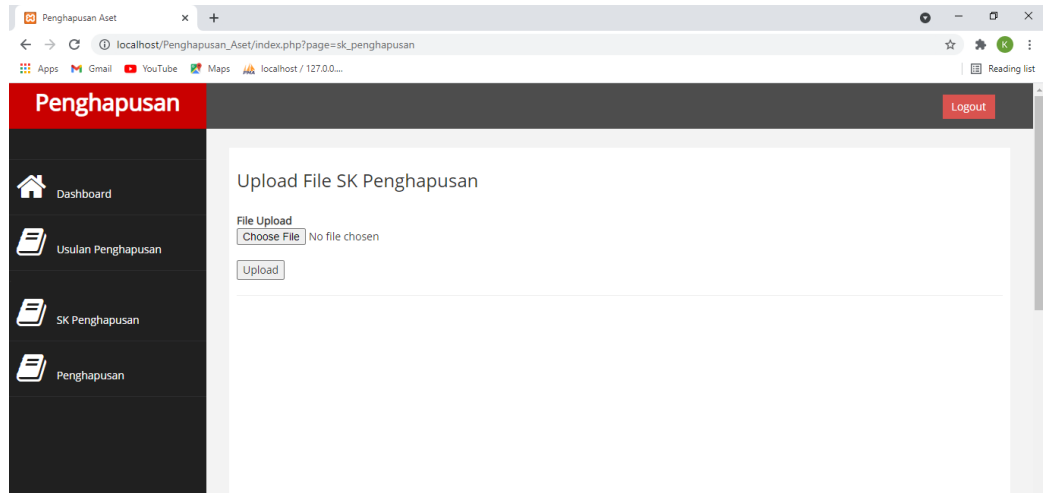 Penghapusan Aset
localhost/Penghapusan_Aset/index.php?page=sk_penghapusan
K
Apps Gmail YouTube Maps localhost / 127.0.0.... Reading list
Penghapusan
Logout
Dashboard
Usulan Penghapusan
SK Penghapusan
Penghapusan
Upload File SK Penghapusan
File Upload
Choose File No file chosen
Upload